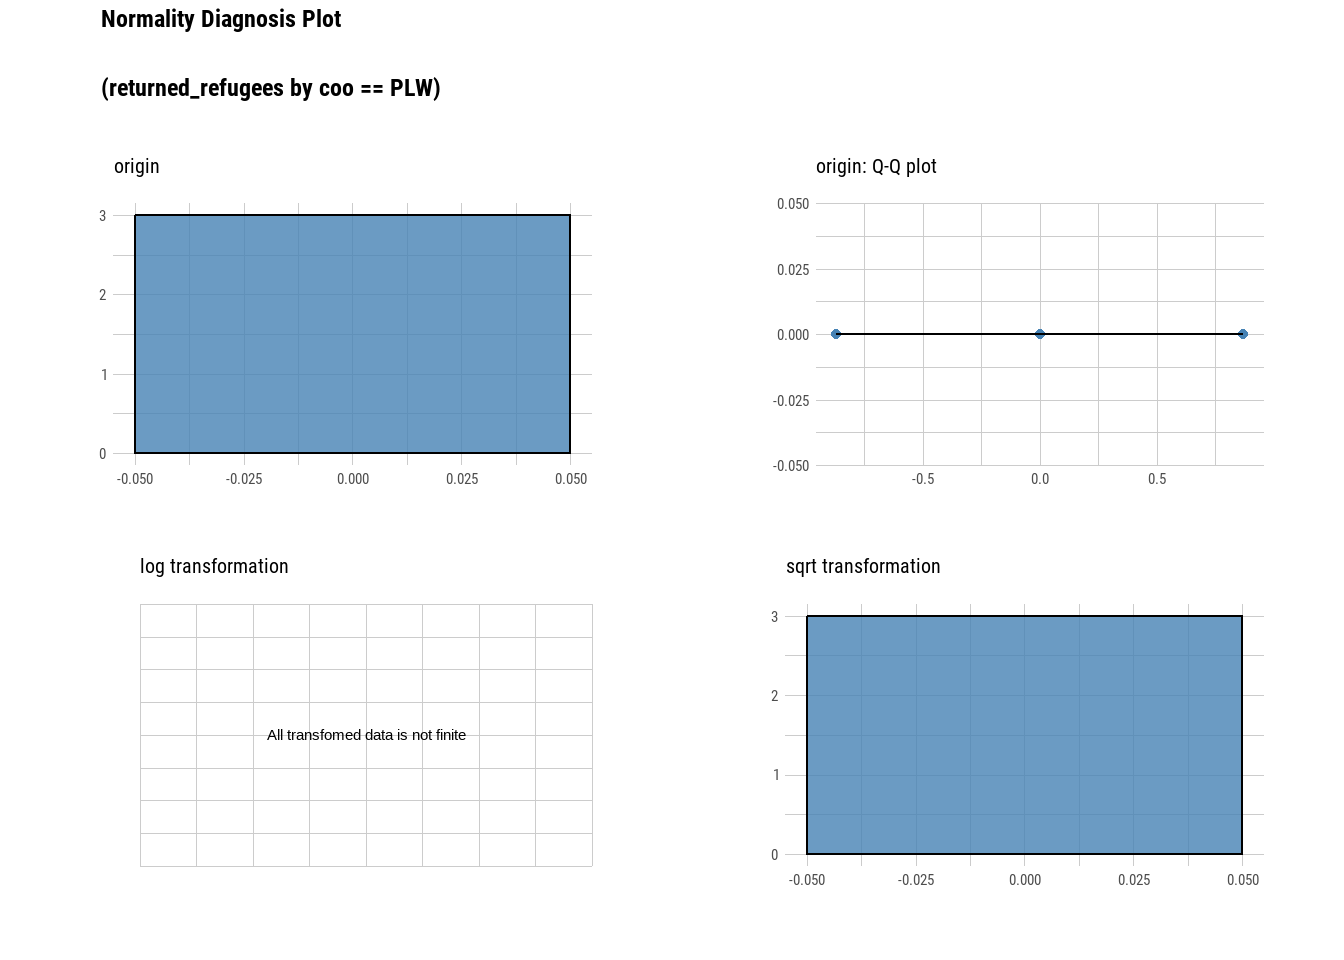 Normality Diagnosis Plot
(returned_refugees by coo == PLW)
origin
3
2
1
0
-0.050 -0.025 0.000 0.025 0.050
origin: Q-Q plot
0.050
0.025
0.000
-0.025
-0.050
-0.5 0.0 0.5
log transformation
All transfomed data is not finite
sqrt transformation
3
2
1
0
-0.050 -0.025 0.000 0.025 0.050